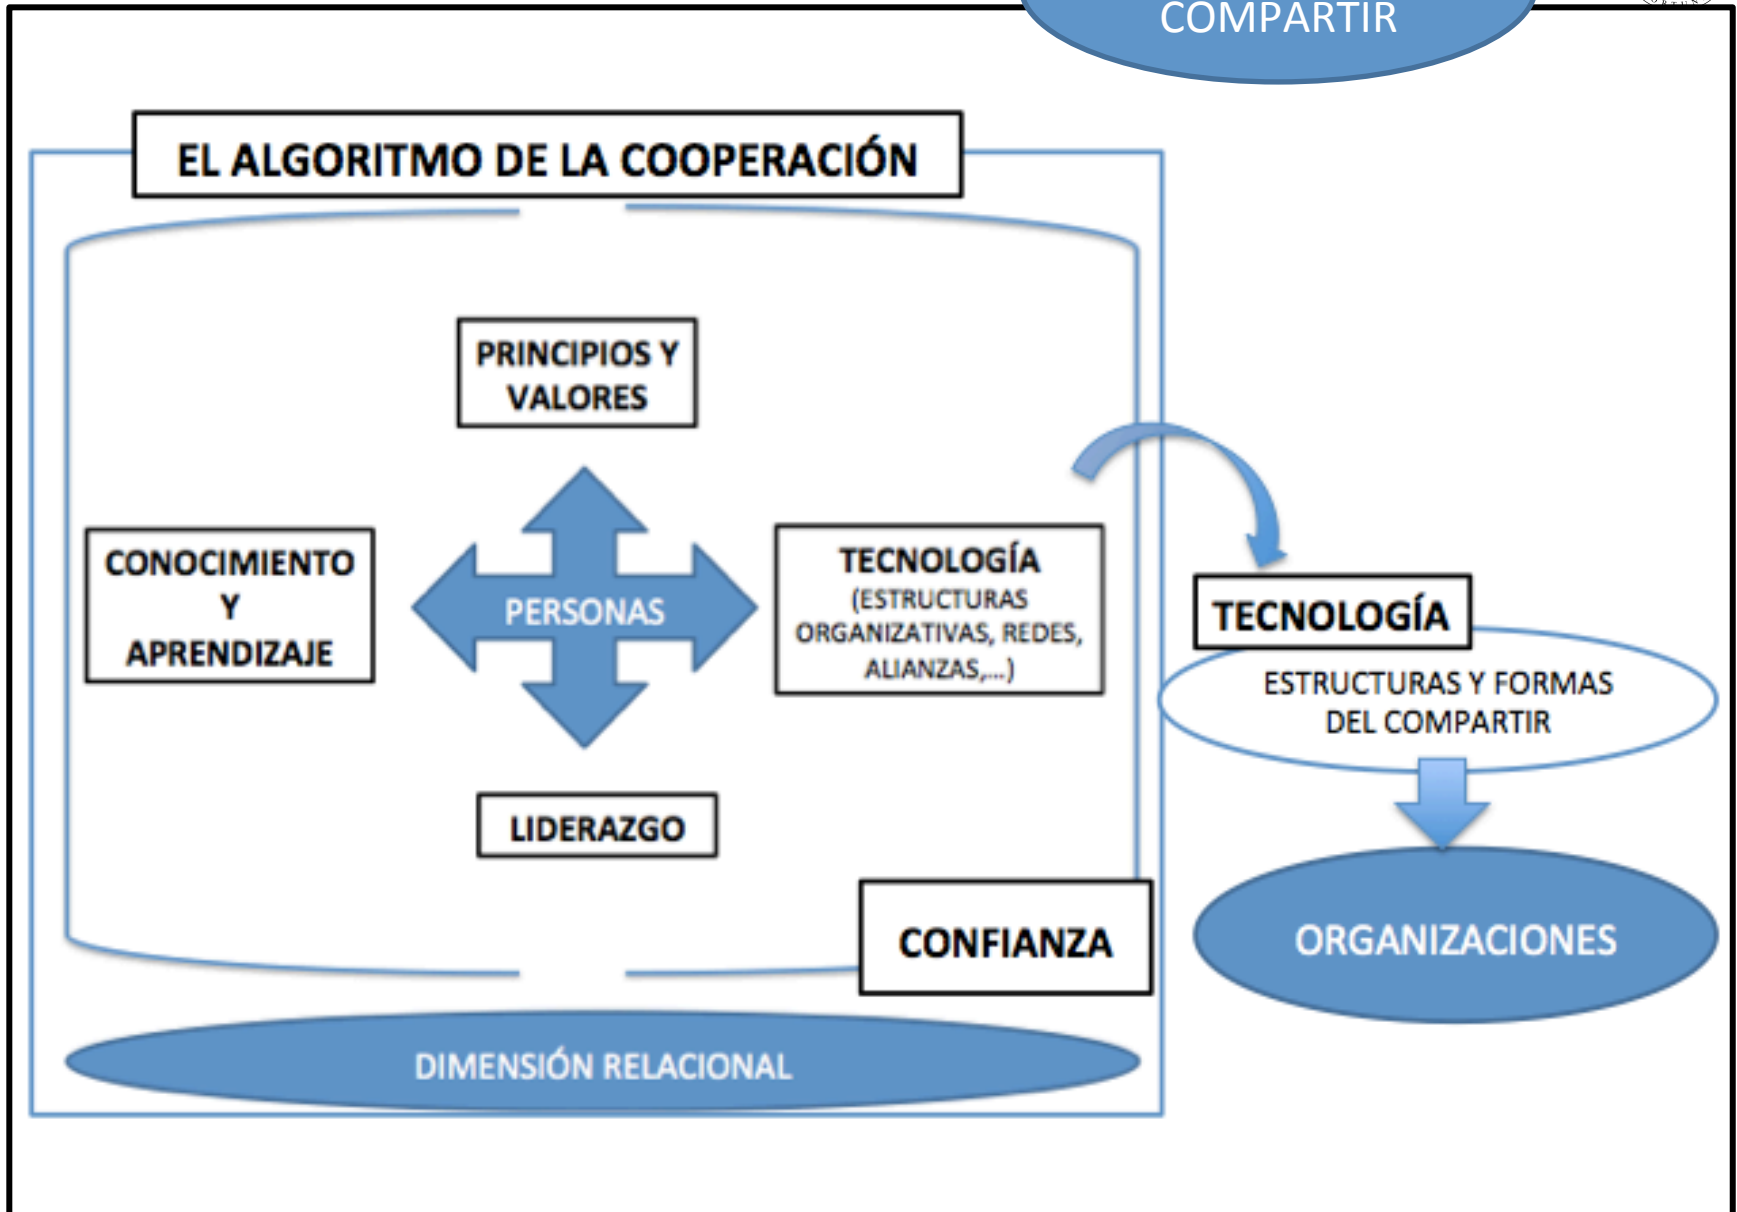 COMPARTIR
EL ALGORITMO DE LA COOPERACIÓN
PRINCIPIOS Y
VALORES
CONOCIMIENTO
Y
APRENDIZAJE
PERSONAS
TECNOLOGÍA
(ESTRUCTURAS
ORGANIZATIVAS, REDES,
ALIANZAS,...)
LIDERAZGO
CONFIANZA
DIMENSIÓN RELACIONAL
TECNOLOGÍA
ESTRUCTURAS Y FORMAS
DEL COMPARTIR
ORGANIZACIONES